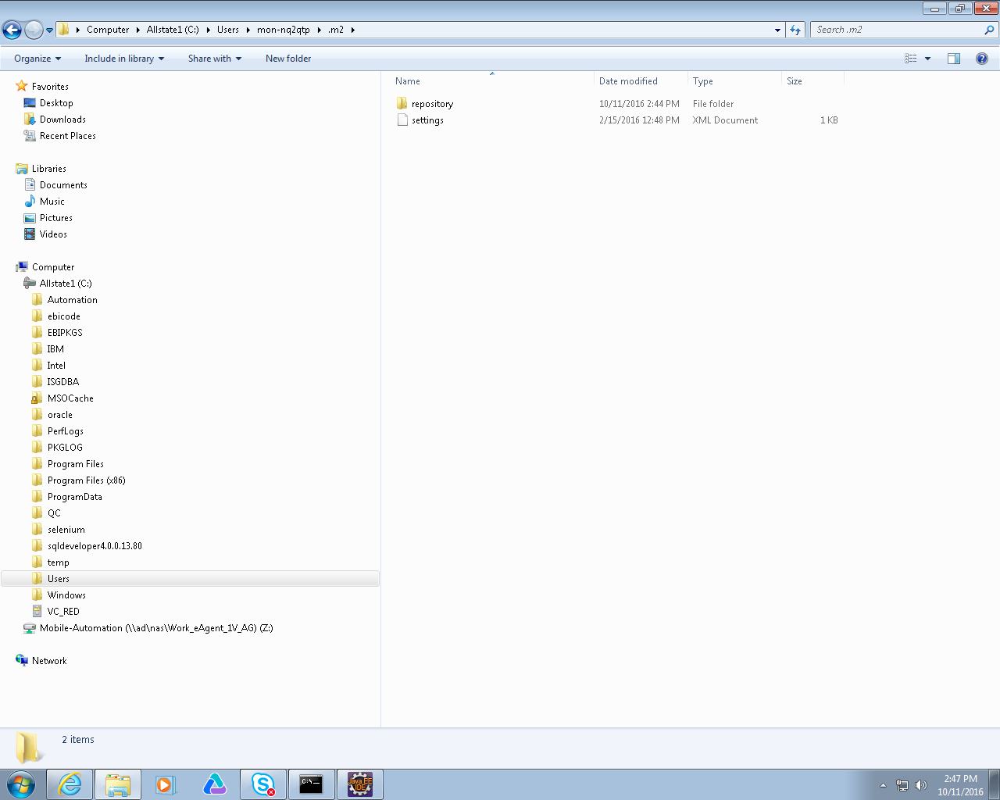 Computer Allstate1 (C:) Users mon-nq2qtp .m2
Search .m2
Organize Include in library Share with New folder
Name Date modified Type Size
Favorites
Desktop
Downloads
Recent Places
Libraries
Documents
Music
Pictures
Videos
Computer
Allstate1 (C:)
Automation
ebicode
EBIPKGS
IBM
Intel
ISGDBA
MSOCache
oracle
PerfLogs
PKGLOG
Program Files
Program Files (x86)
ProgramData
QC
selenium
sqldeveloper4.0.0.13.80
temp
Users
Windows
VC_RED
Mobile-Automation (\\ad\nas\Work_eAgent_1V_AG) (Z:)
Network
repository 10/11/2016 2:44 PM File folder
settings 2/15/2016 12:48 PM XML Document 1 KB
2 items
C:\_
Java EE
IDE
2:47 PM
10/11/2016